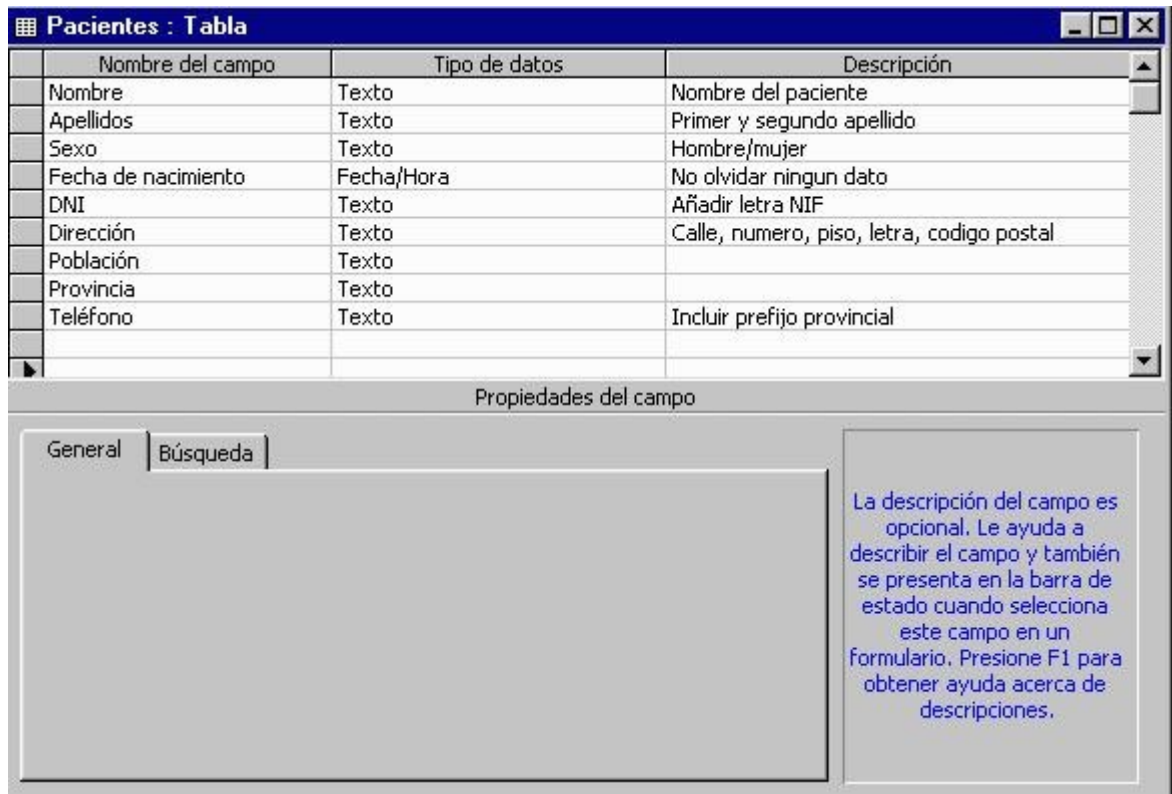 Pacientes : Tabla
Nombre del campo Tipo de datos Descripción
Nombre Texto Nombre del paciente
Apellidos Texto Primer y segundo apellido
Sexo Texto Hombre/mujer
Fecha de nacimiento Fecha/Hora No olvidar ningun dato
DNI Texto Añadir letra NIF
Dirección Texto Calle, numero, piso, letra, codigo postal
Población Texto
Provincia Texto
Teléfono Texto Incluir prefijo provincial
Propiedades del campo
General Búsqueda
La descripción del campo es
opcional. Le ayuda a
describir el campo y también
se presenta en la barra de
estado cuando selecciona
este campo en un
formulario. Presione F1 para
obtener ayuda acerca de
descripciones.